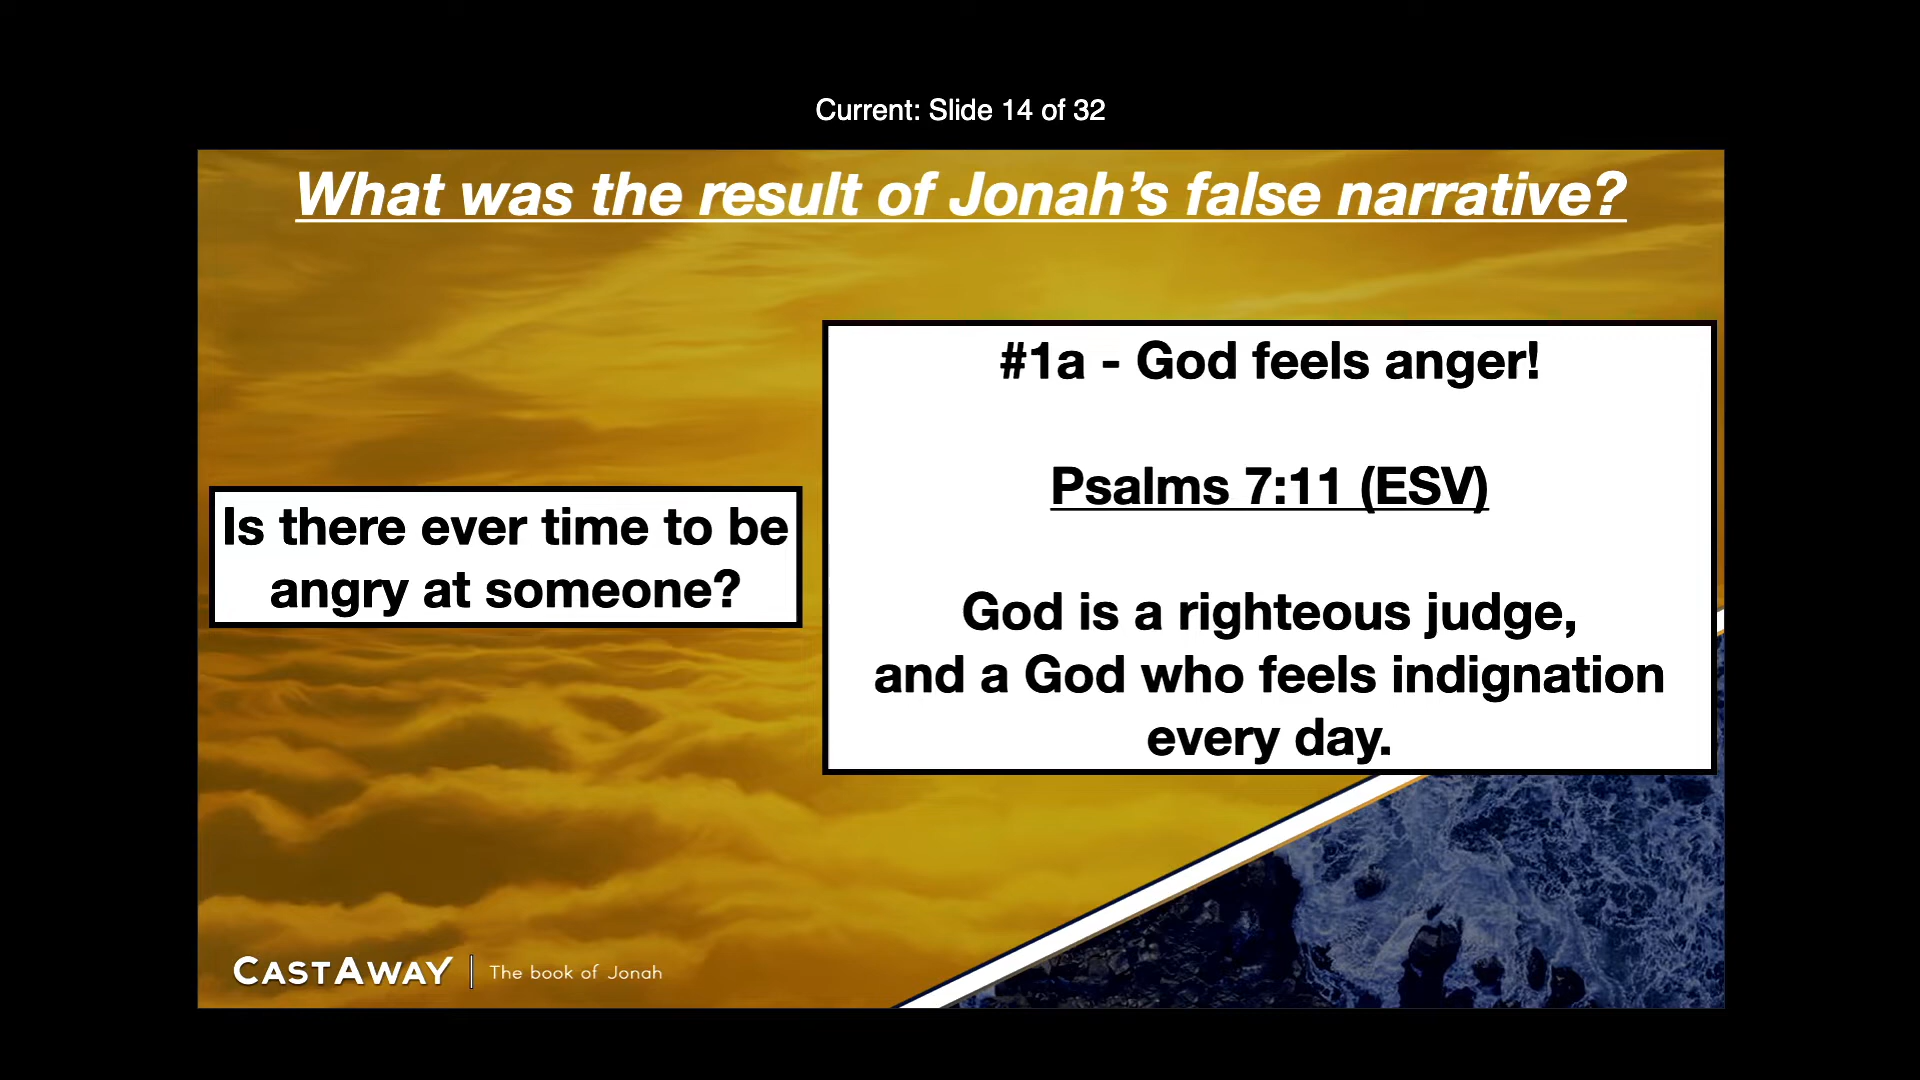 Current: Slide 14 of 32
What was the result of Jonah’s false narrative?
Is there ever time to be
angry at someone?
#1a - God feels anger!
Psalms 7:11 (ESV)
God is a righteous judge,
and a God who feels indignation
every day.
CASTAWAY | The book of Jonah